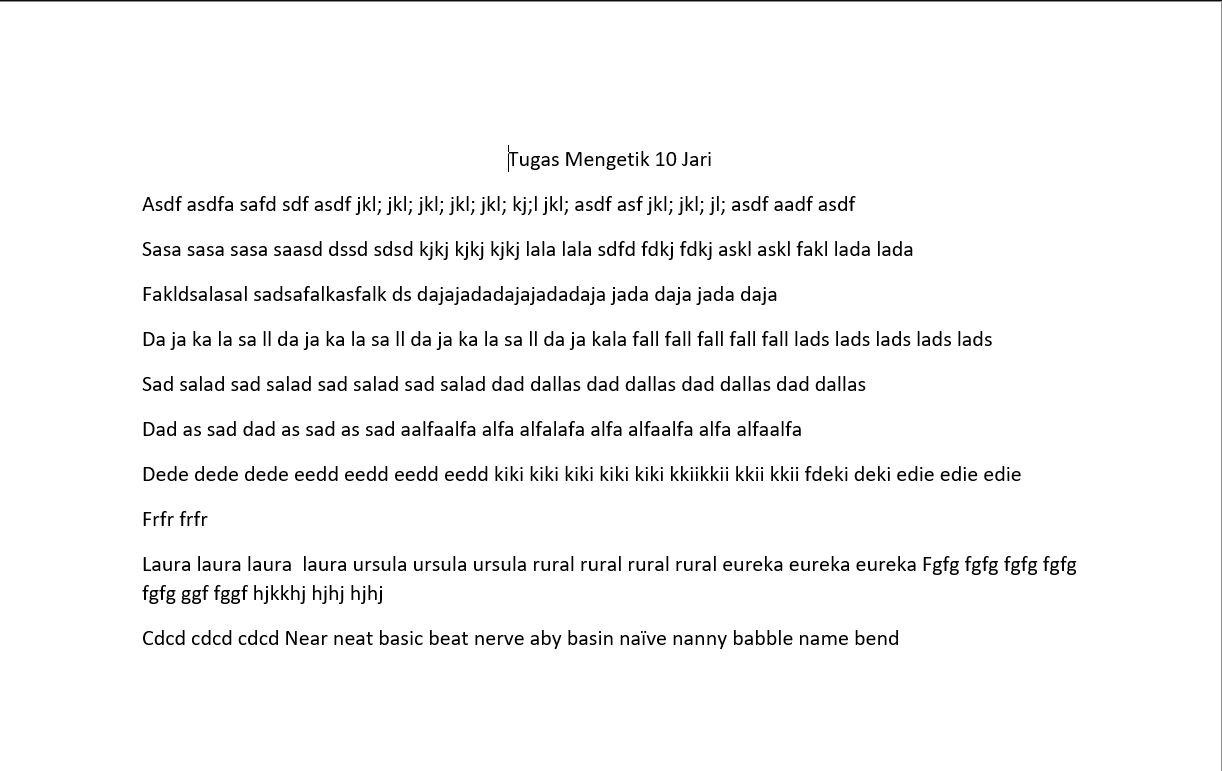 Tugas Mengetik 10 Jari
Asdf asdfa safd sdf asdf jkl; jkl; jkl; jkl; jkl; kj;l jkl; asdf asf jkl; jkl; jl; asdf aadf asdf
Sasa sasa sasa saasd dssd sdsd kjkj kjkj kjkj lala lala sdfd fdkj fdkj askl askl fakl lada lada
Fakldsalasal sadsafalkasfalk ds dajajadadajajadadaja jada daja jada daja
Da ja ka la sa ll da ja ka la sa ll da ja ka la sa ll da ja kala fall fall fall fall fall lads lads lads lads lads
Sad salad sad salad sad salad sad salad dad dallas dad dallas dad dallas dad dallas
Dad as sad dad as sad as sad aalfaalfa alfa alfalafa alfa alfaalfa alfa alfaalfa
Dede dede dede eedd eedd eedd eedd kiki kiki kiki kiki kiki kkiikkii kkii kkii fdeki deki edie edie edie
Frfr frfr
Laura laura laura  laura ursula ursula ursula rural rural rural rural eureka eureka eureka Fgfg fgfg fgfg fgfg
fgfg ggf fggf hjkkhj hjhj hjhj
Cdcd cdcd cdcd Near neat basic beat nerve aby basin naïve nanny babble name bend